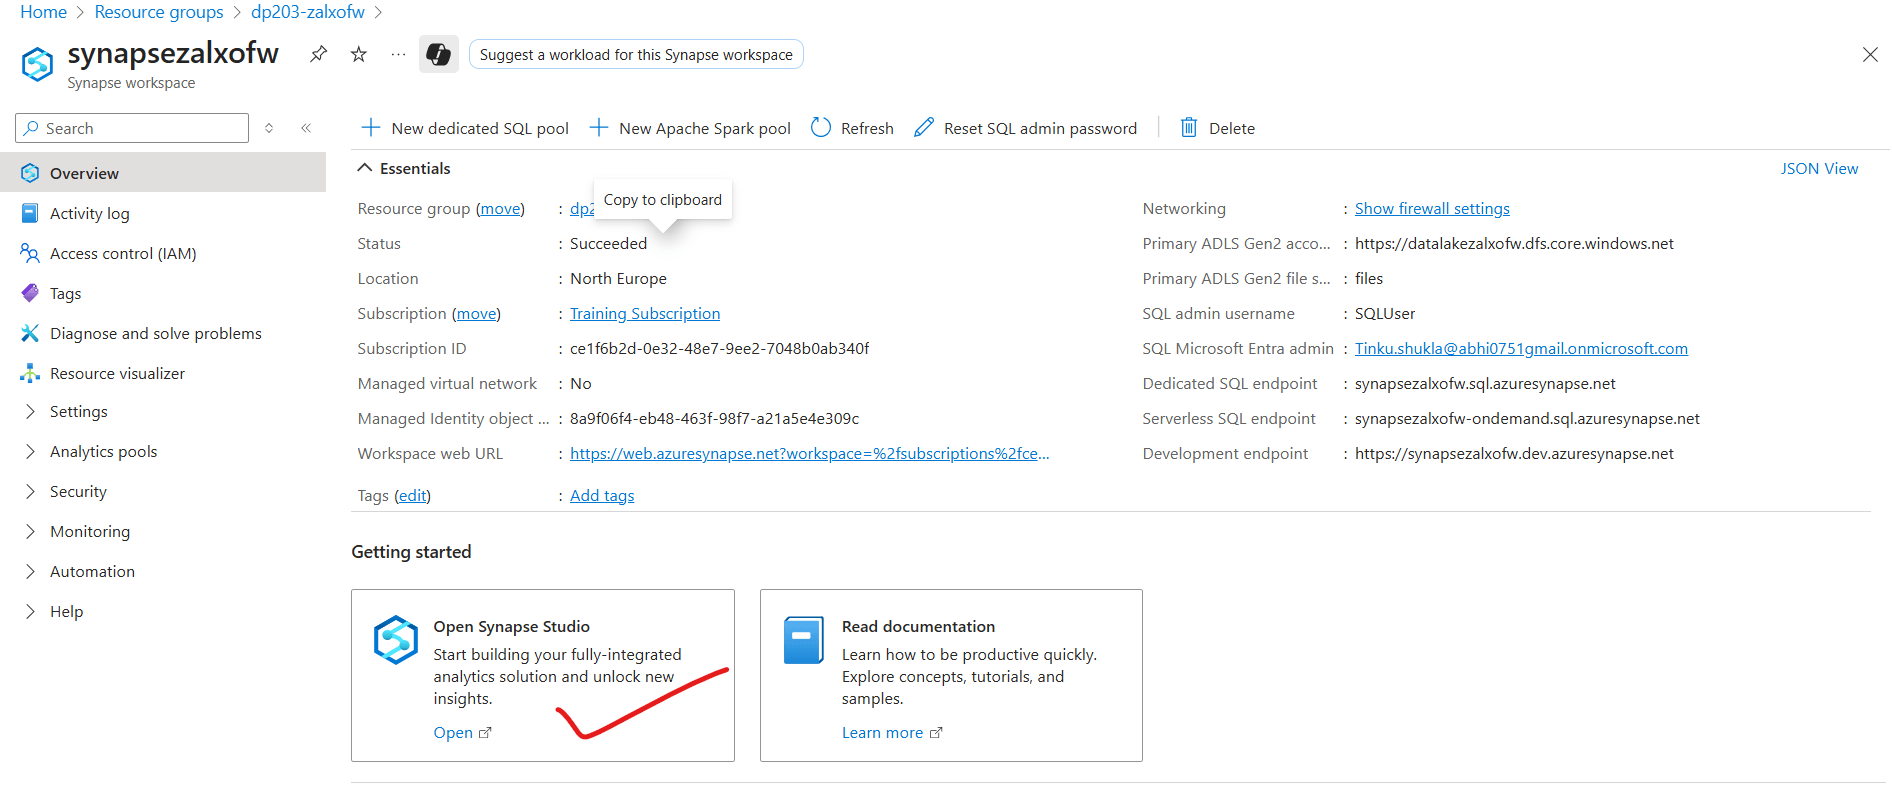 Home > Resource groups > dp203-zalxofw >
synapsezalxofw
Suggest a workload for this Synapse workspace
Synapse workspace
Search
New dedicated SQL pool
New Apache Spark pool
Refresh
Reset SQL admin password
Delete
Overview
Activity log
Access control (IAM)
Tags
Diagnose and solve problems
Resource visualizer
Settings
Analytics pools
Security
Monitoring
Automation
Help
Essentials
JSON View
Copy to clipboard
Resource group (move) : dp2
Status : Succeeded
Location : North Europe
Subscription (move) : Training Subscription
Subscription ID : ce1f6b2d-0e32-48e7-9ee2-7048b0ab340f
Managed virtual network : No
Managed Identity object ... : 8a9f06f4-eb48-463f-98f7-a21a5e4e309c
Workspace web URL : https://web.azuresynapse.net?workspace=%2fsubscriptions%2fce...
Tags (edit) : Add tags
Networking : Show firewall settings
Primary ADLS Gen2 acco... : https://datalakezalxofw.dfs.core.windows.net
Primary ADLS Gen2 file s... : files
SQL admin username : SQLUser
SQL Microsoft Entra admin : Tinku.shukla@abhi0751gmail.onmicrosoft.com
Dedicated SQL endpoint : synapsezalxofw.sql.azuresynapse.net
Serverless SQL endpoint : synapsezalxofw-ondemand.sql.azuresynapse.net
Development endpoint : https://synapsezalxofw.dev.azuresynapse.net
Getting started
Open Synapse Studio
Start building your fully-integrated
analytics solution and unlock new
insights.
Open
Read documentation
Learn how to be productive quickly.
Explore concepts, tutorials, and
samples.
Learn more